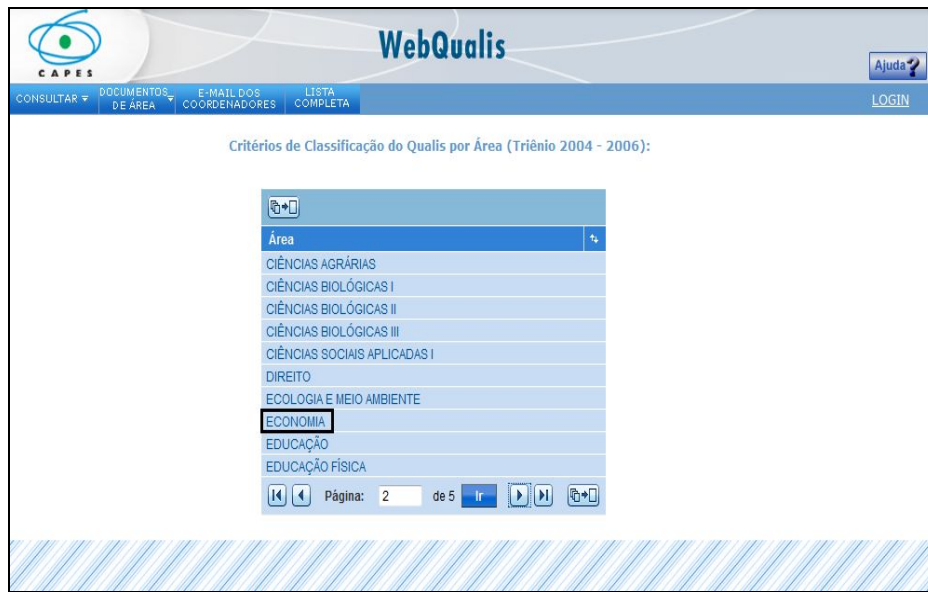 CAPES
WebQualis
Ajuda?
CONSULTAR
DOCUMENTOS
DE ÁREA
E-MAIL DOS
COORDENADORES
LISTA
COMPLETA
LOGIN
Critérios de Classificação do Qualis por Área (Triênio 2004 - 2006):
Área
CIÊNCIAS AGRÁRIAS
CIÊNCIAS BIOLÓGICAS I
CIÊNCIAS BIOLÓGICAS II
CIÊNCIAS BIOLÓGICAS III
CIÊNCIAS SOCIAIS APLICADAS I
DIREITO
ECOLOGIA E MEIO AMBIENTE
ECONOMIA
EDUCAÇÃO
EDUCAÇÃO FÍSICA
Página: 2 de 5 Ir